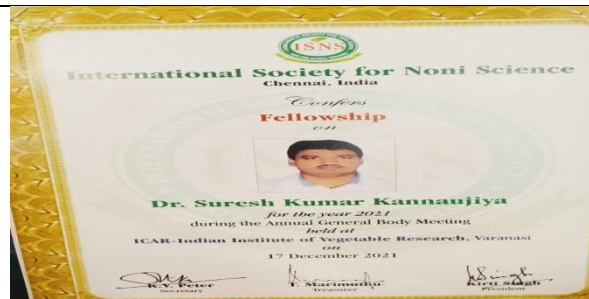 ISNS
International Society for Noni Science
Chennai, India
Confers
Fellowship
on
Dr. Suresh Kumar Kannaujiya
for the year 2021
during the Annual General Body Meeting
held at
ICAR-Indian Institute of Vegetable Research, Varanasi
on
17 December 2021
K.V. Peter T. Marimuthu Kirti Singh
Secretary Treasurer President